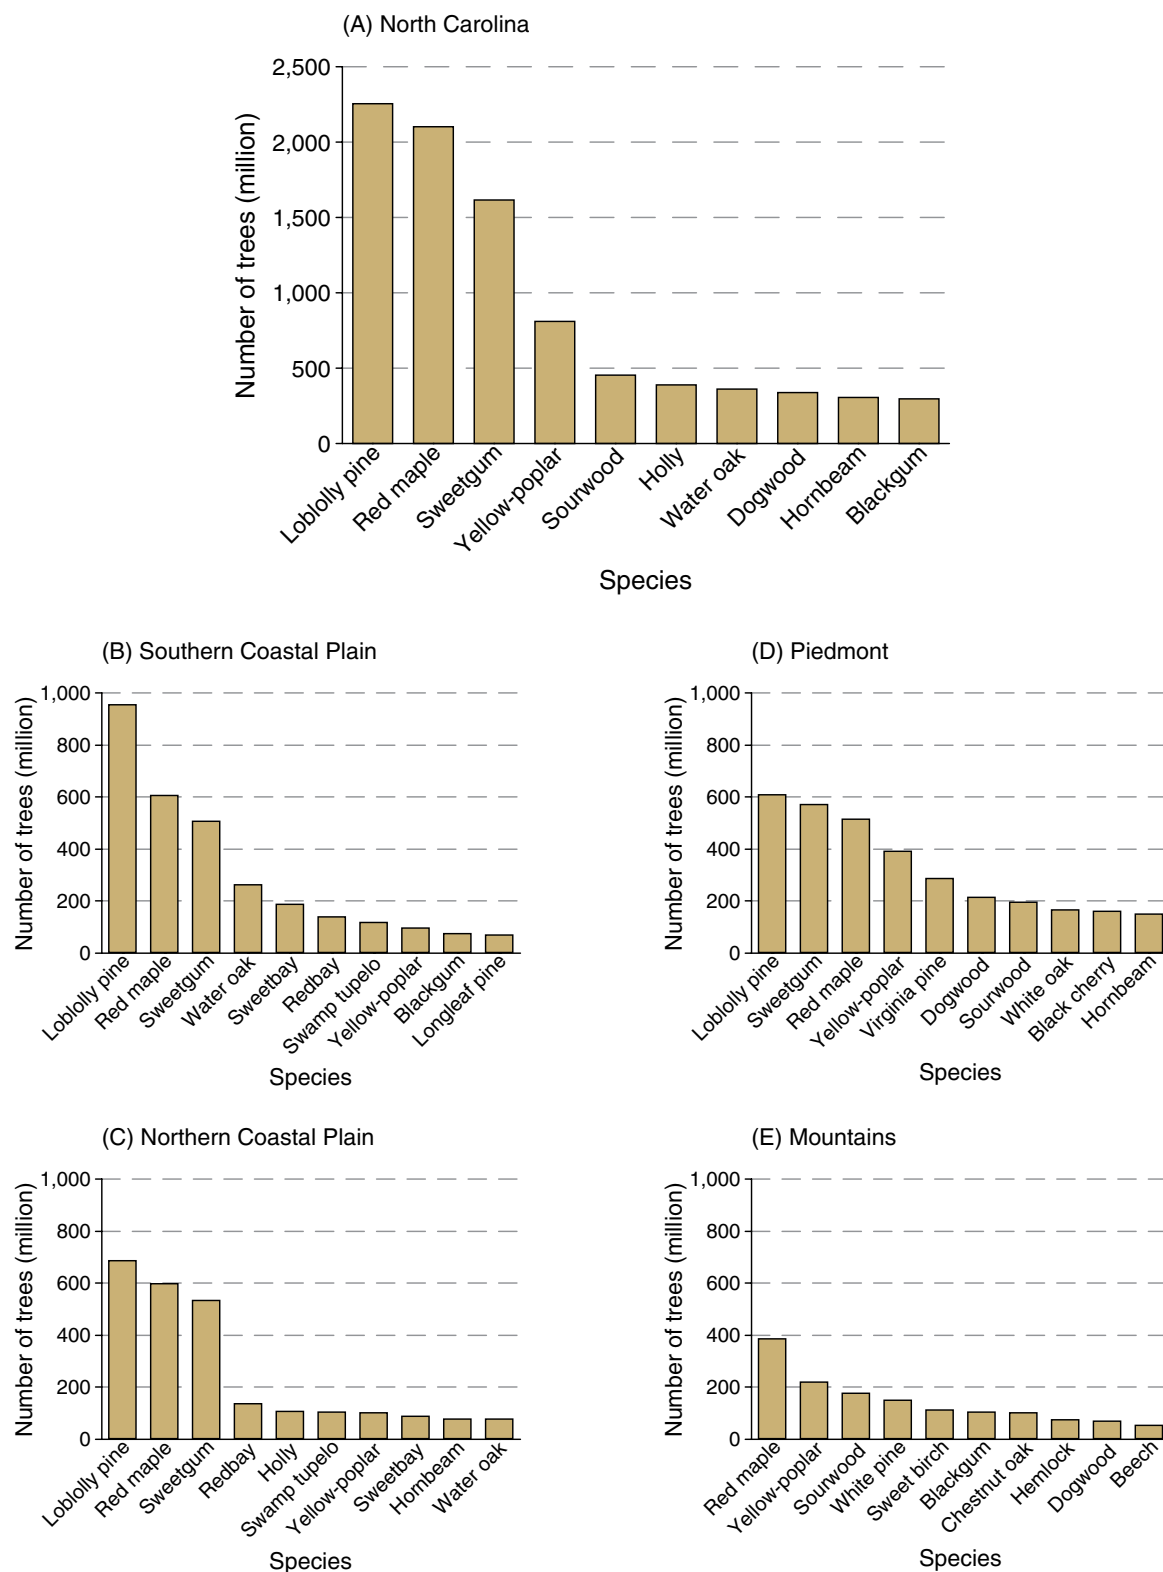 (A) North Carolina
Number of trees (million)
2,500
2,000
1,500
1,000
500
0
Loblolly pine
Red maple
Sweetgum
Yellow-poplar
Sourwood
Holly
Water oak
Dogwood
Hornbeam
Blackgum
Species
(B) Southern Coastal Plain
Number of trees (million)
1,000
800
600
400
200
0
Loblolly pine
Red maple
Sweetgum
Water oak
Sweetbay
Redbay
Swamp tupelo
Yellow-poplar
Blackgum
Longleaf pine
Species
(D) Piedmont
Number of trees (million)
1,000
800
600
400
200
0
Loblolly pine
Sweetgum
Red maple
Yellow-poplar
Virginia pine
Dogwood
Sourwood
White oak
Black cherry
Hornbeam
Species
(C) Northern Coastal Plain
Number of trees (million)
1,000
800
600
400
200
0
Loblolly pine
Red maple
Sweetgum
Redbay
Holly
Swamp tupelo
Yellow-poplar
Sweetbay
Hornbeam
Water oak
Species
(E) Mountains
Number of trees (million)
1,000
800
600
400
200
0
Red maple
Yellow-poplar
Sourwood
White pine
Sweet birch
Blackgum
Chestnut oak
Hemlock
Dogwood
Beech
Species